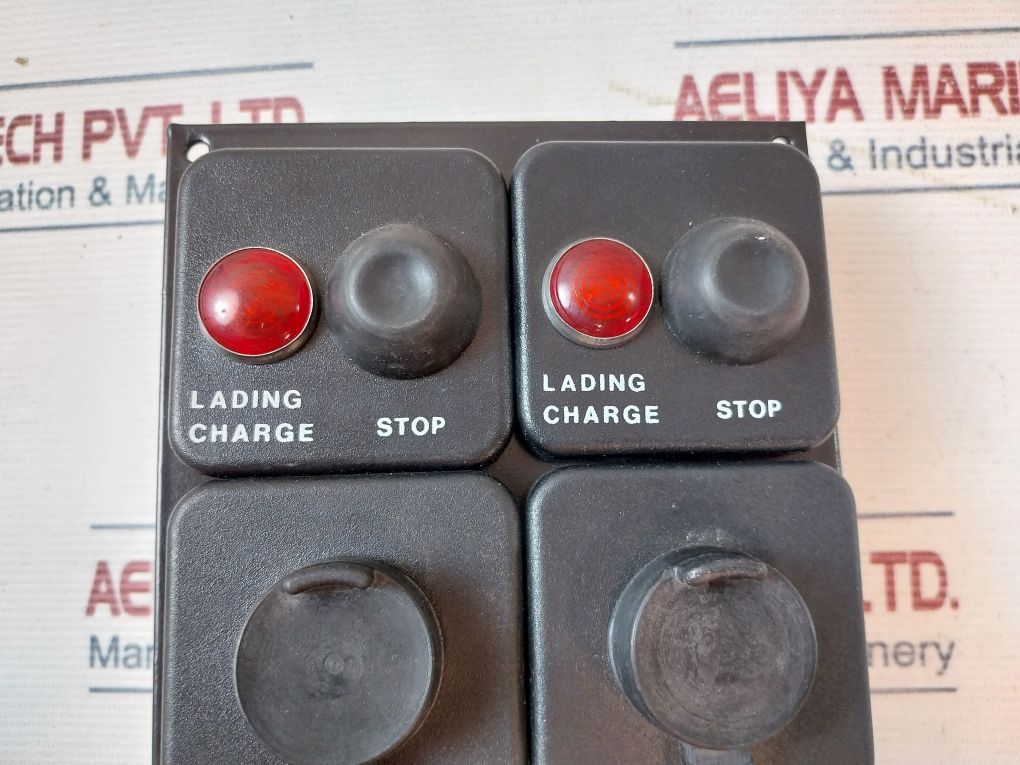 ECH PVT. LTD.
ation & Ma
AELIYA MARI
& Industria
LADING
CHARGE
STOP
LADING
CHARGE
STOP
AE
Mar
LTD.
nery